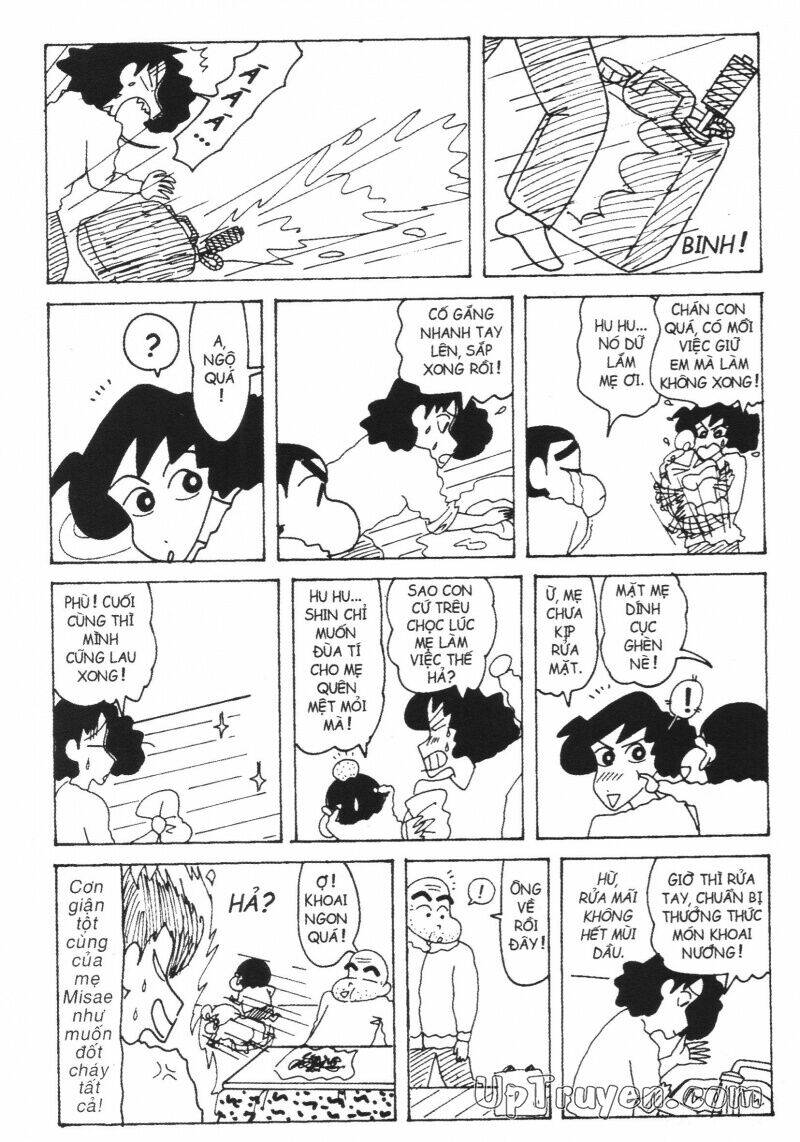 BINH!
À
À
À...
CHÁN CON
QUÁ, CÓ MỖI
VIỆC GIỮ
EM MÀ LÀM
KHÔNG XONG!
HU HU...
NÓ DỮ
LẮM
MẸ ƠI.
CỐ GẮNG
NHANH TAY
LÊN, SẮP
XONG RỒI!
A,
NGỘ
QUÁ
!
?
MẶT MẸ
DÍNH
CỤC
GHÈN
NÈ!
!
Ừ, MẸ
CHƯA
KỊP
RỬA
MẶT.
SAO CON
CỨ TRÊU
CHỌC LÚC
MẸ LÀM
VIỆC THẾ
HẢ?
HU HU...
SHIN CHỈ
MUỐN
ĐÙA TÍ
CHO MẸ
QUÊN
MỆT MỎI
MÀ!
PHÙ! CUỐI
CÙNG THÌ
MÌNH
CŨNG LAU
XONG!
GIỜ THÌ RỬA
TAY, CHUẨN BỊ
THƯỞNG THỨC
MÓN KHOAI
NƯỚNG!
HỪ,
RỬA MÃI
KHÔNG
HẾT MÙI
DẦU.
ÔNG
VỀ
RỒI
ĐÂY!
!
Ợ!
KHOAI
NGON
QUÁ!
HẢ?
Cơn
giận tột
cùng
của
mẹ
Misae
như
muốn
đốt
cháy tất
cả!
UpTruyen.com